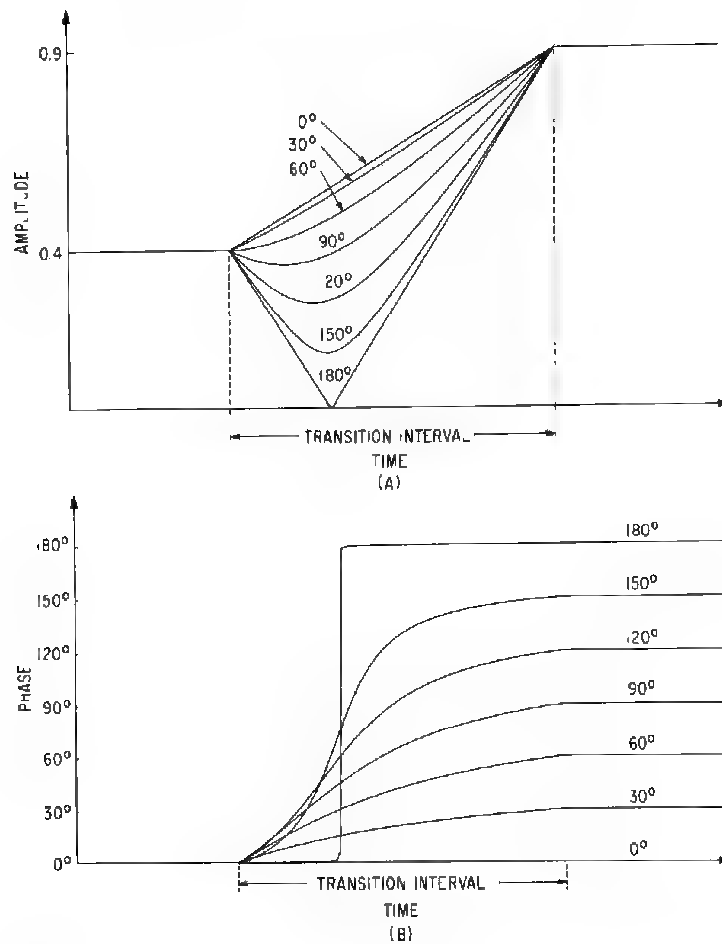 0.9
0°
30°
60°
AMPLITUDE
0.4
90°
20°
150°
180°
TRANSITION INTERVAL
TIME
(A)
180°
180°
150°
150°
120°
120°
PHASE
90°
90°
60°
60°
30°
30°
0°
0°
TRANSITION INTERVAL
TIME
(B)